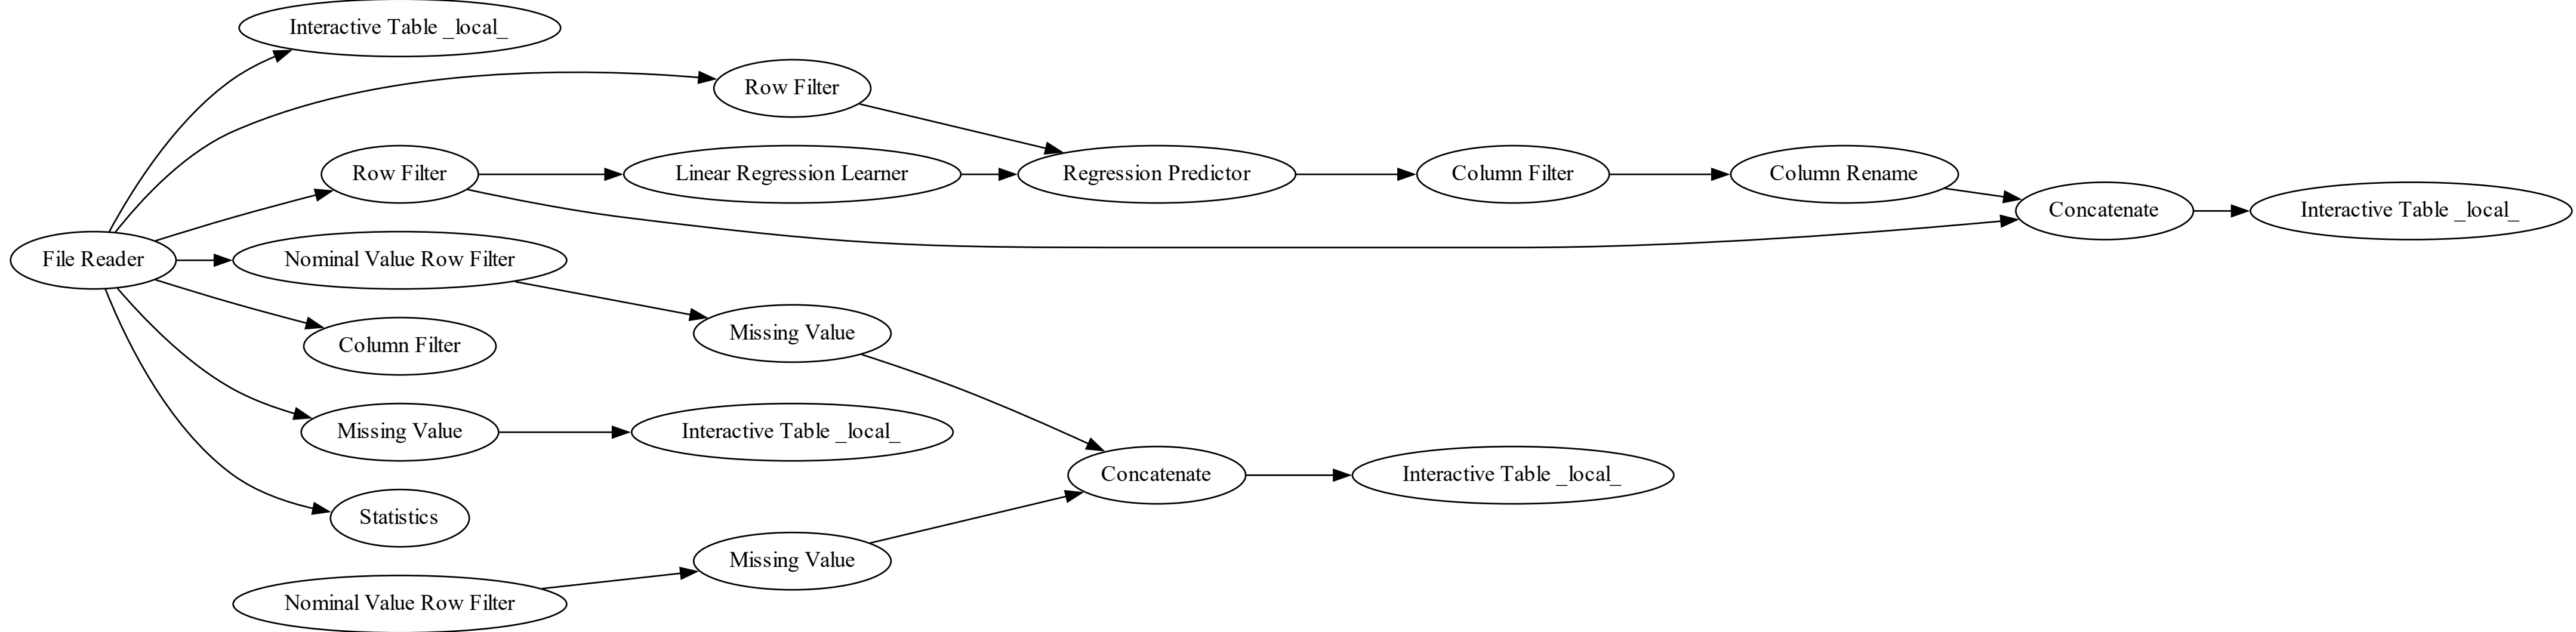 Interactive Table _local_
Row Filter
Row Filter
Linear Regression Learner
Regression Predictor
Column Filter
Column Rename
Concatenate
Interactive Table _local_
File Reader
Nominal Value Row Filter
Missing Value
Column Filter
Missing Value
Interactive Table _local_
Concatenate
Interactive Table _local_
Statistics
Missing Value
Nominal Value Row Filter